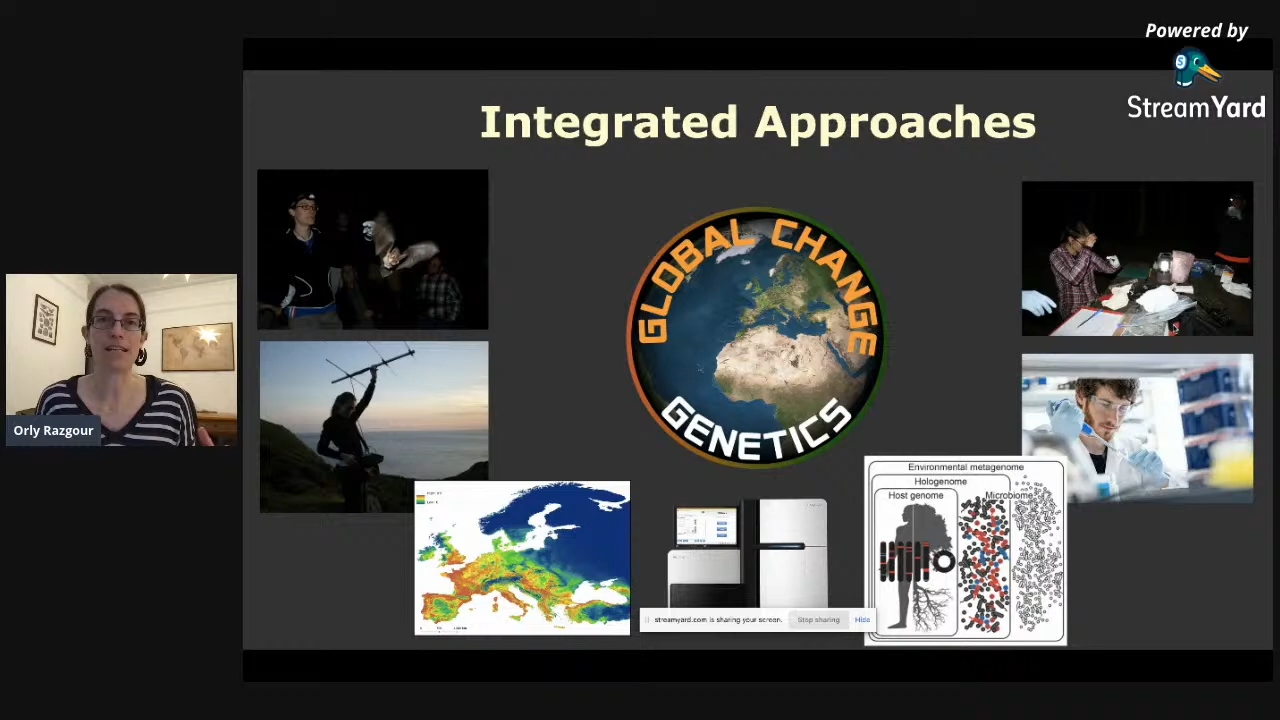 Powered by
StreamYard
Integrated Approaches
GLOBAL CHANGE
GENETICS
Orly Razgour
Environmental metagenome
Hologenome
Host genome
Microbiome
streamyard.com is sharing your screen.
Stop sharing
Hide